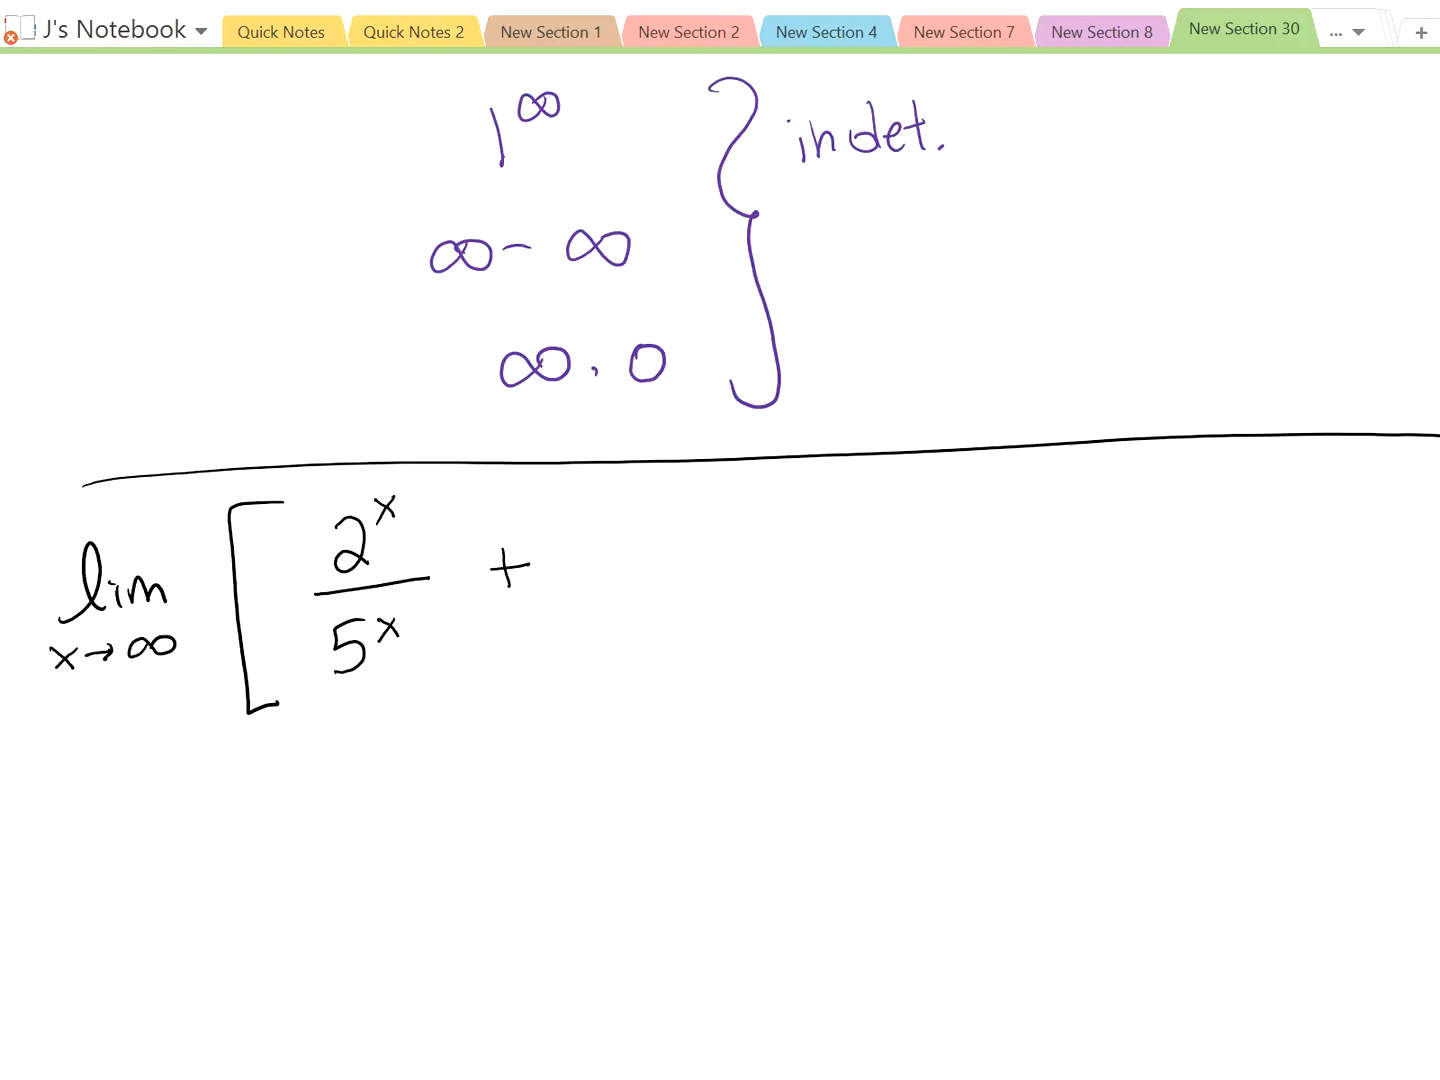 J's Notebook Quick Notes Quick Notes 2 New Section 1 New Section 2 New Section 4 New Section 7 New Section 8 New Section 30 ... +
1^∞ } indet.
∞ - ∞
∞ . 0
lim x→∞ [ 2^x / 5^x +